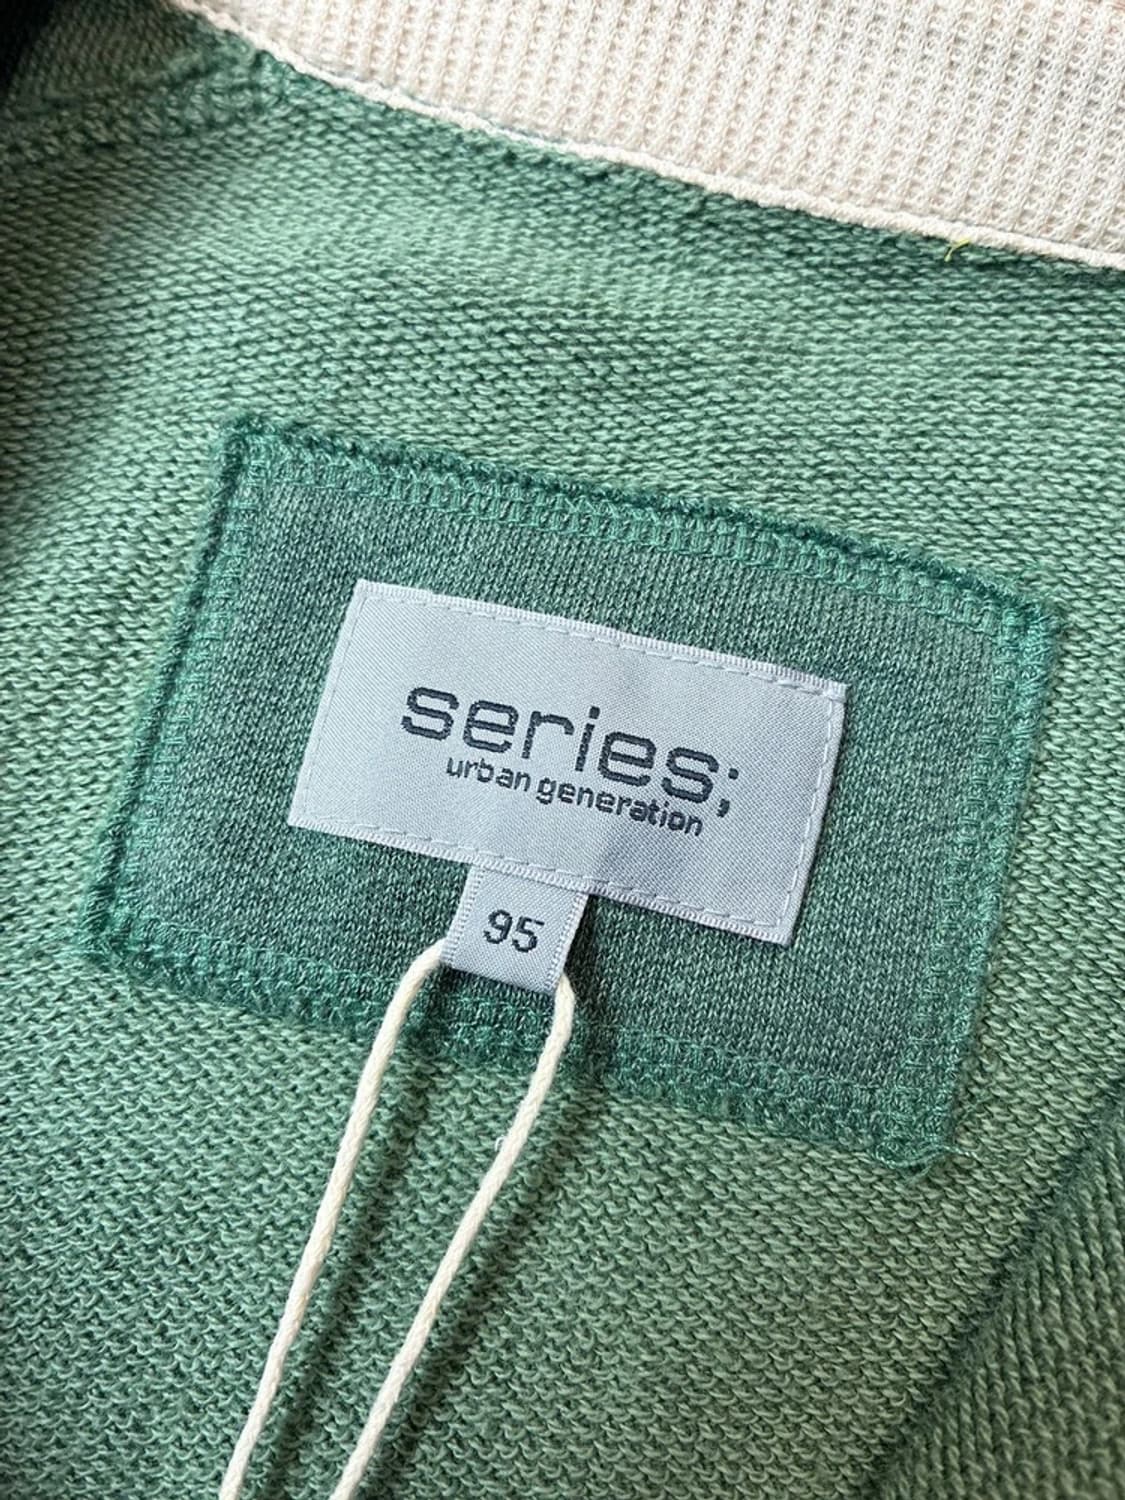 series;
urban generation
95